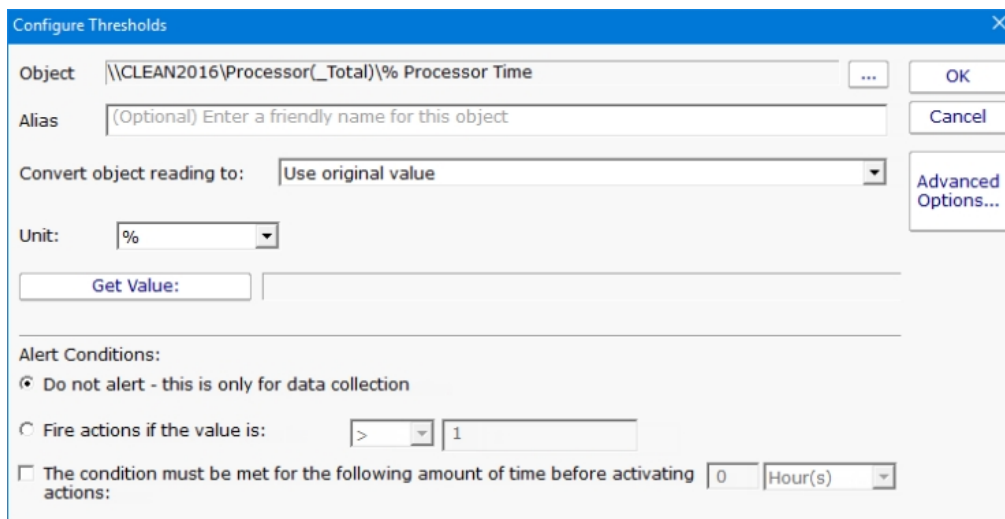 Configure Thresholds
Object \\CLEAN2016\Processor(_Total)\% Processor Time ... OK
Alias (Optional) Enter a friendly name for this object Cancel
Convert object reading to: Use original value
Advanced
Options...
Unit: %
Get Value:
Alert Conditions:
Do not alert - this is only for data collection
Fire actions if the value is: > 1
The condition must be met for the following amount of time before activating 0 Hour(s)
actions: